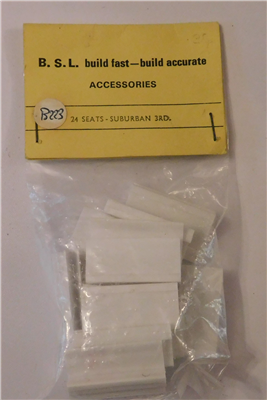 B. S. L. build fast—build accurate
ACCESSORIES
B223
24 SEATS - SUBURBAN 3RD.